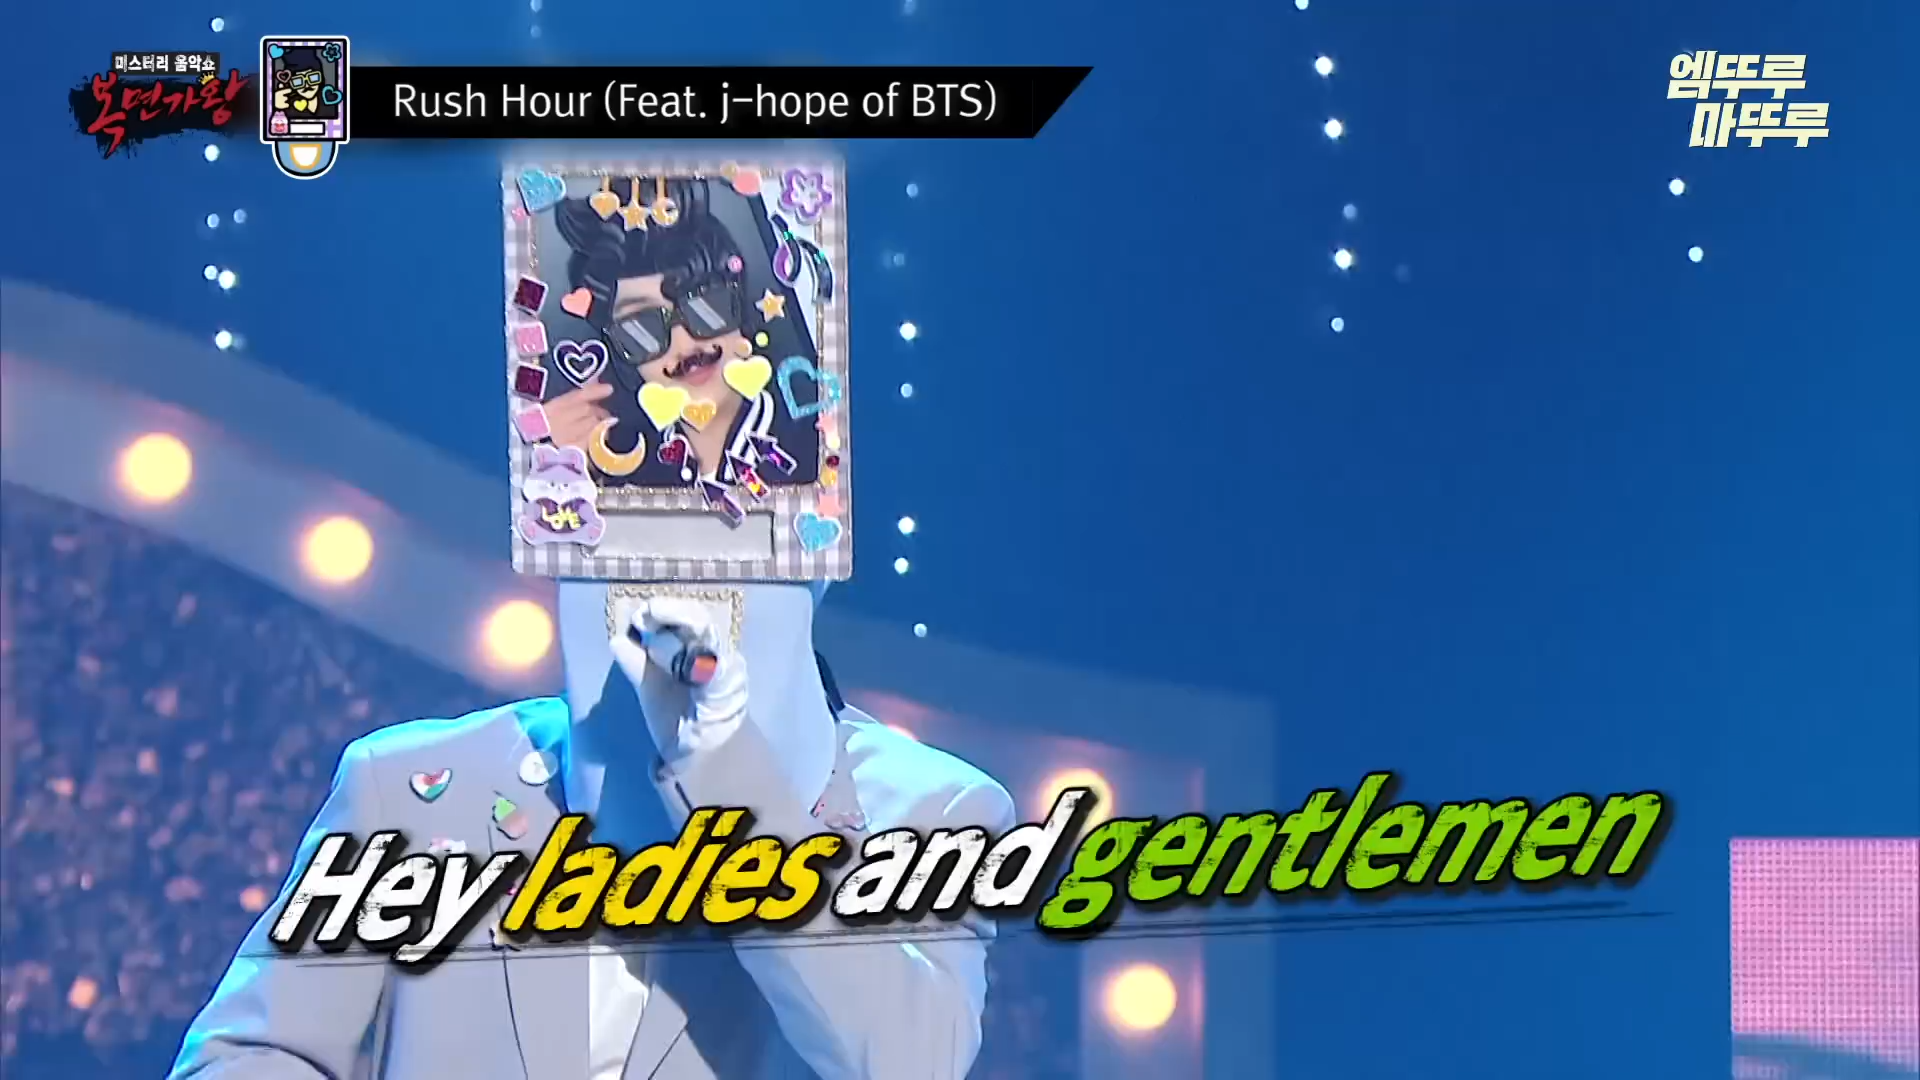 미스터리 음악쇼
복면가왕
Rush Hour (Feat. j-hope of BTS)
엠뚜루
마뚜루
LOVE
Hey ladies and gentlemen